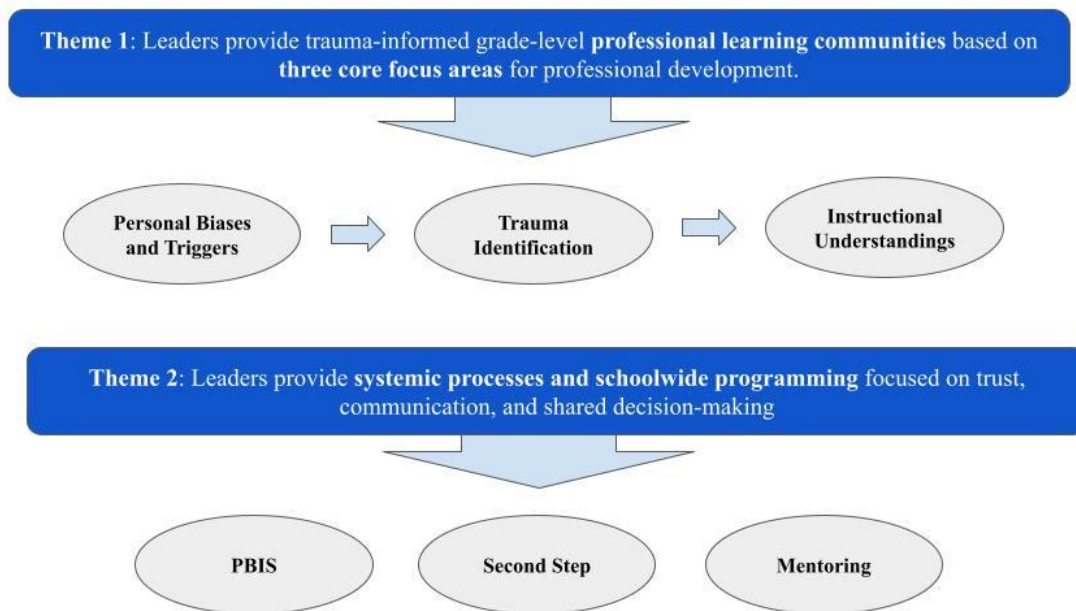 Theme 1: Leaders provide trauma-informed grade-level professional learning communities based on
three core focus areas for professional development.
Personal Biases
and Triggers
Trauma
Identification
Instructional
Understandings
Theme 2: Leaders provide systemic processes and schoolwide programming focused on trust,
communication, and shared decision-making
PBIS
Second Step
Mentoring